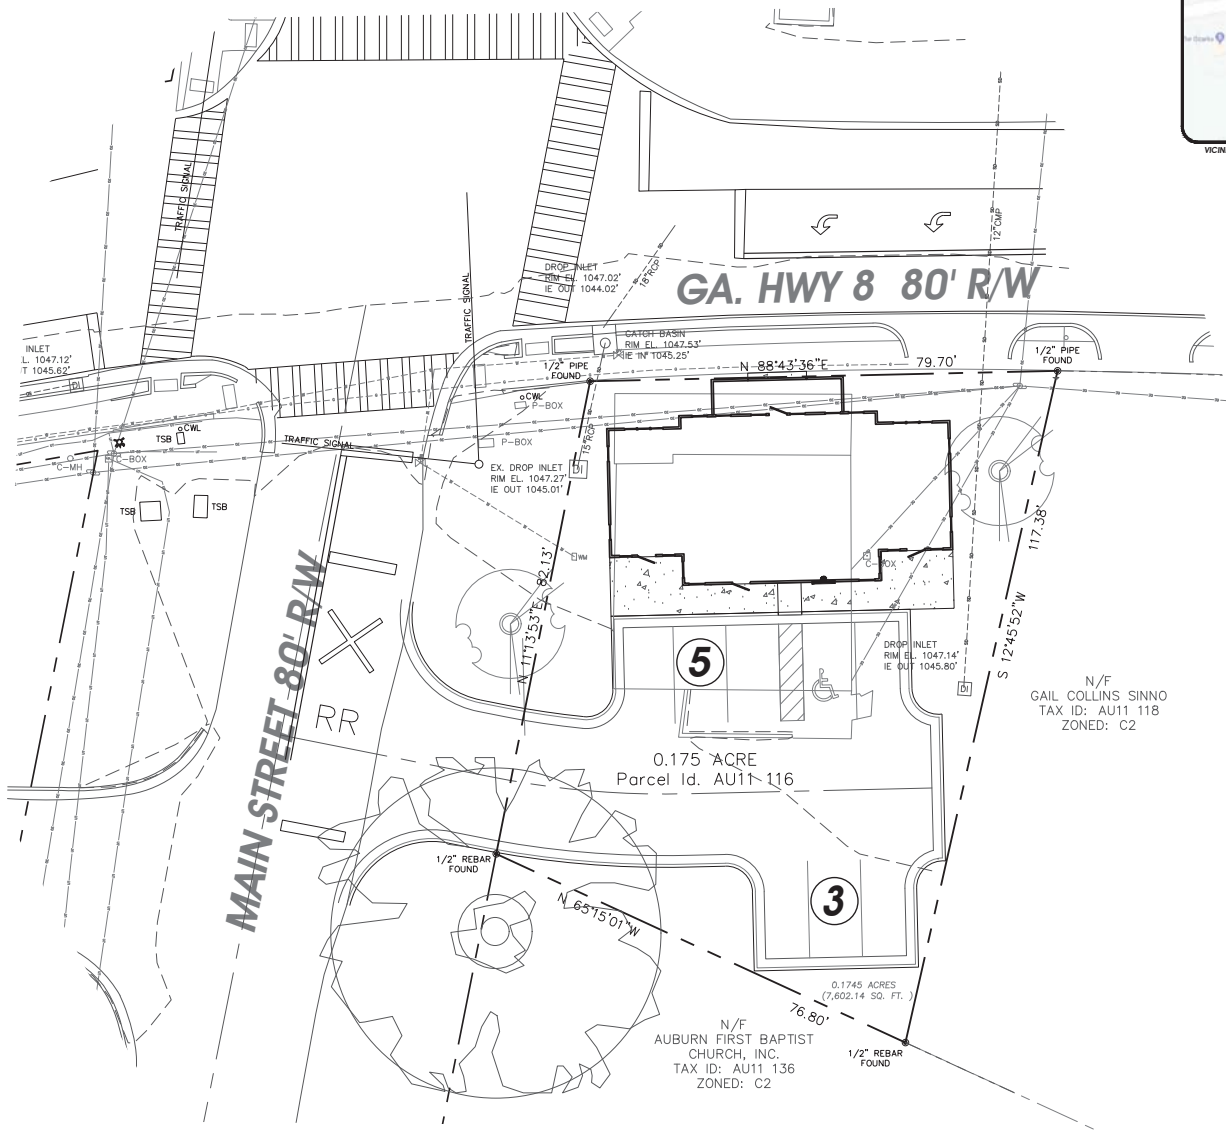 VICIN
TRAFFIC SIGNAL
TRAFFIC SIGNAL
12"CMP
18"RCP
DROP INLET
RIM EL. 1047.02'
IE OUT 1044.02'
GA. HWY 8 80' R/W
INLET
EL. 1047.12'
UT 1045.62'
DI
CATCH BASIN
RIM EL. 1047.53'
IE IN 1045.25'
1/2" PIPE
FOUND
N 88°43'36"E
79.70'
1/2" PIPE
FOUND
CWL
P-BOX
CWL
TSB
C-MH
C-BOX
TRAFFIC SIGNAL
P-BOX
15"RCP
EX. DROP INLET
RIM EL. 1047.27'
IE OUT 1045.01'
DI
TSB
TSB
WM
C-BOX
117.38'
S 12°45'52"W
N 11°13'53"E
82.13'
MAIN STREET 80' R/W
RR
5
DROP INLET
RIM EL. 1047.14'
IE OUT 1045.80'
DI
N/F
GAIL COLLINS SINNO
TAX ID: AU11 118
ZONED: C2
0.175 ACRE
Parcel Id. AU11 116
1/2" REBAR
FOUND
N 65°15'01"W
76.80'
3
0.1745 ACRES
(7,602.14 SQ. FT. )
N/F
AUBURN FIRST BAPTIST
CHURCH, INC.
TAX ID: AU11 136
ZONED: C2
1/2" REBAR
FOUND